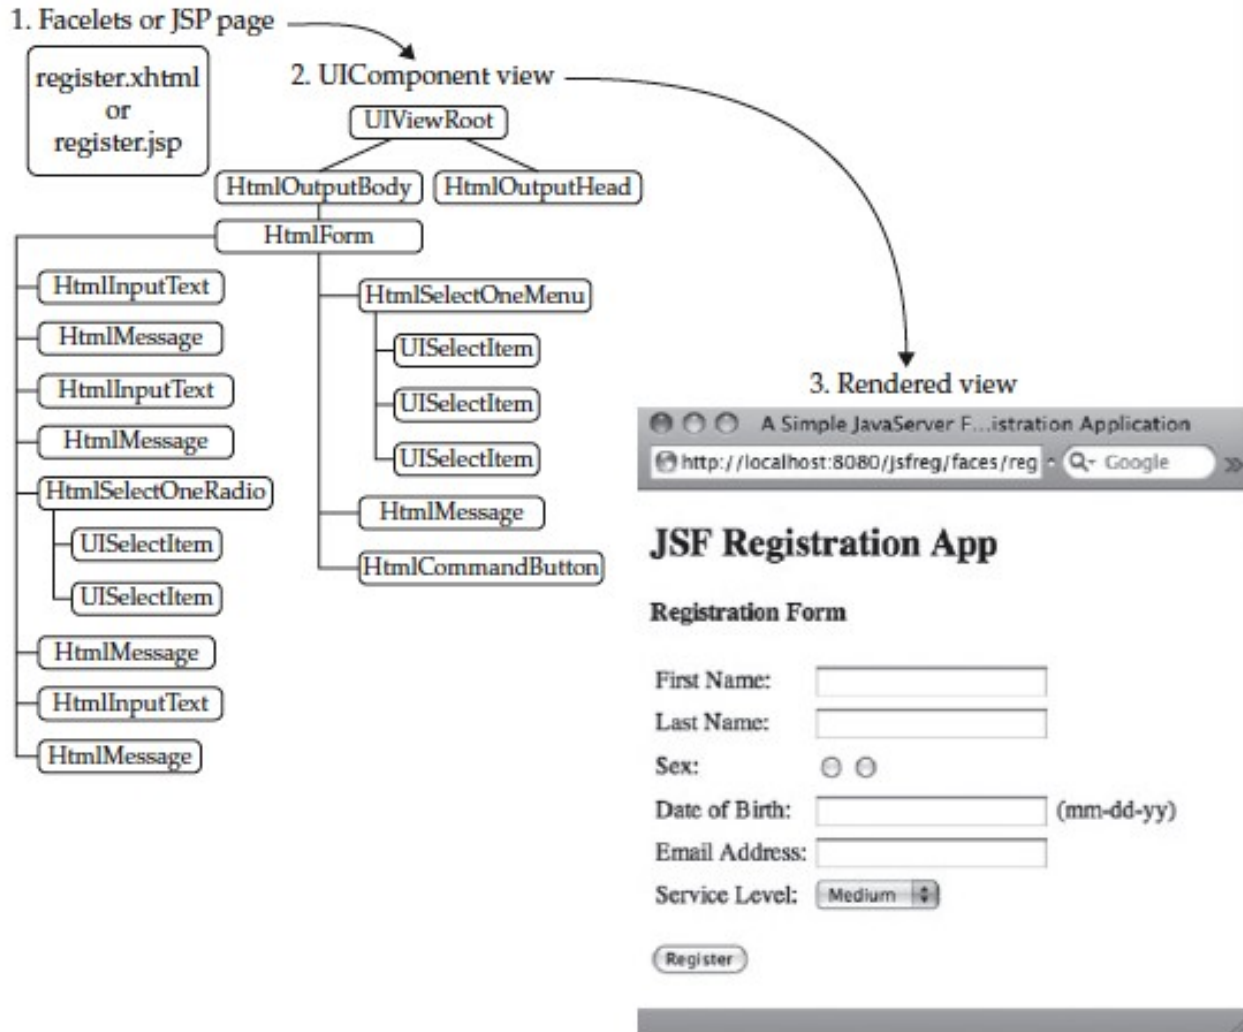 1. Facelets or JSP page
register.xhtml
or
register.jsp
2. UIComponent view
UIViewRoot
HtmlOutputBody
HtmlOutputHead
HtmlForm
HtmlInputText
HtmlMessage
HtmlInputText
HtmlMessage
HtmlSelectOneRadio
UISelectItem
UISelectItem
HtmlMessage
HtmlInputText
HtmlMessage
HtmlSelectOneMenu
UISelectItem
UISelectItem
UISelectItem
HtmlMessage
HtmlCommandButton
3. Rendered view
A Simple JavaServer F...istration Application
http://localhost:8080/jsfreg/faces/reg
Google
JSF Registration App
Registration Form
First Name:
Last Name:
Sex:
Date of Birth: (mm-dd-yy)
Email Address:
Service Level: Medium
Register